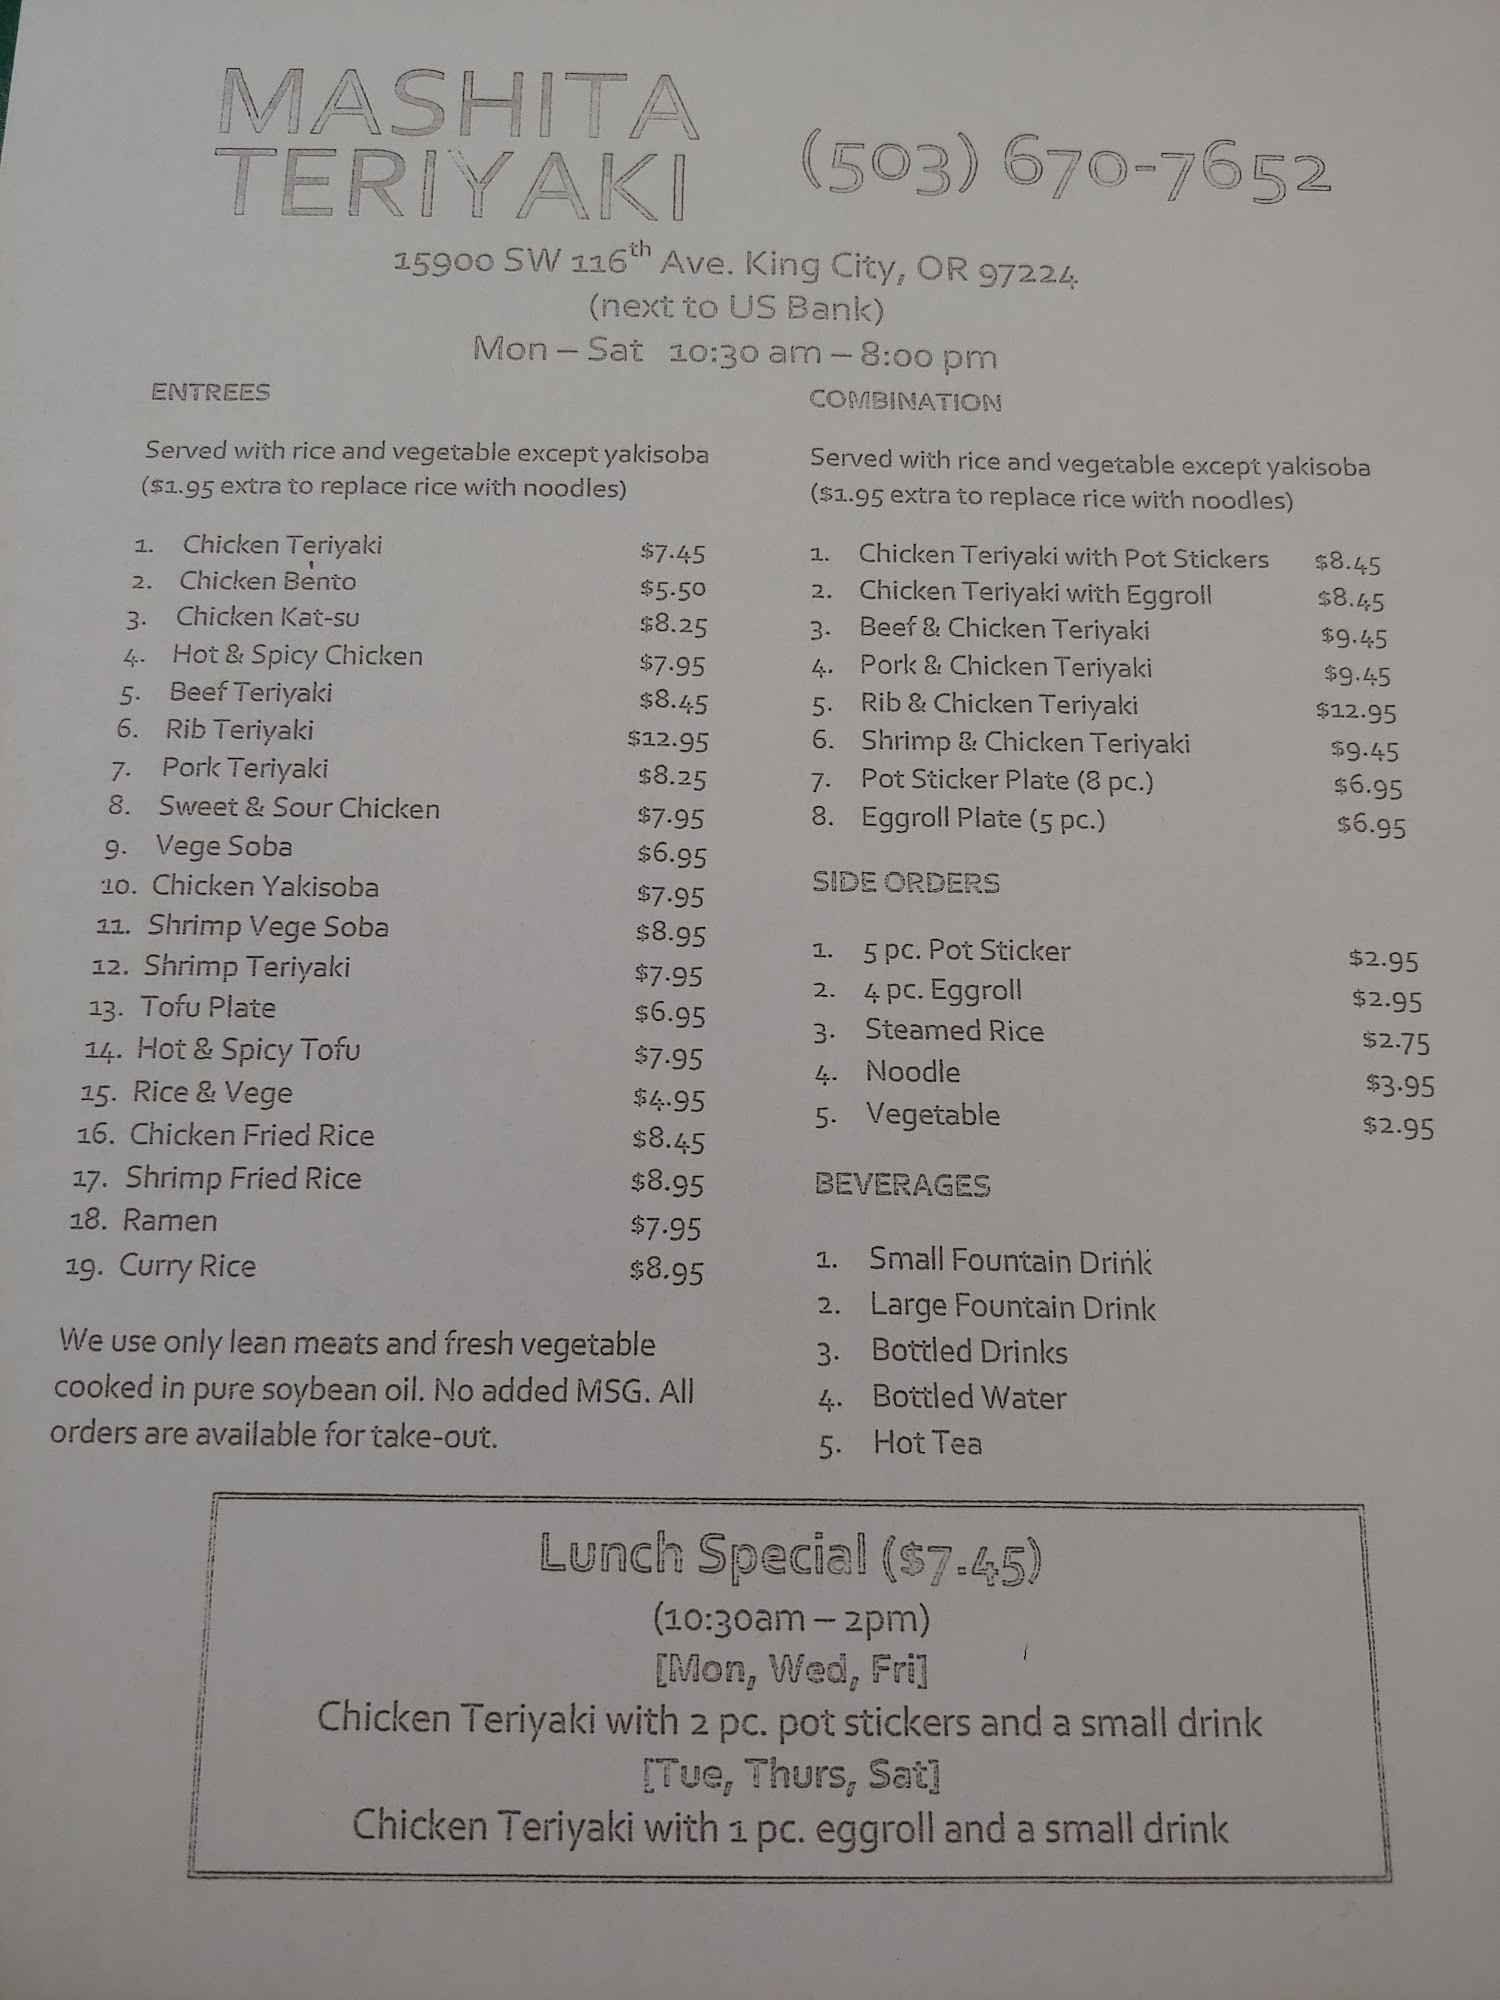 MASHITA
TERIYAKI
(503) 670-7652
15900 SW 116th Ave. King City, OR 97224
(next to US Bank)
Mon – Sat 10:30 am – 8:00 pm
ENTREES
Served with rice and vegetable except yakisoba
($1.95 extra to replace rice with noodles)
1. Chicken Teriyaki $7.45
2. Chicken Bento $5.50
3. Chicken Kat-su $8.25
4. Hot & Spicy Chicken $7.95
5. Beef Teriyaki $8.45
6. Rib Teriyaki $12.95
7. Pork Teriyaki $8.25
8. Sweet & Sour Chicken $7.95
9. Vege Soba $6.95
10. Chicken Yakisoba $7.95
11. Shrimp Vege Soba $8.95
12. Shrimp Teriyaki $7.95
13. Tofu Plate $6.95
14. Hot & Spicy Tofu $7.95
15. Rice & Vege $4.95
16. Chicken Fried Rice $8.45
17. Shrimp Fried Rice $8.95
18. Ramen $7.95
19. Curry Rice $8.95
We use only lean meats and fresh vegetable
cooked in pure soybean oil. No added MSG. All
orders are available for take-out.
COMBINATION
Served with rice and vegetable except yakisoba
($1.95 extra to replace rice with noodles)
1. Chicken Teriyaki with Pot Stickers $8.45
2. Chicken Teriyaki with Eggroll $8.45
3. Beef & Chicken Teriyaki $9.45
4. Pork & Chicken Teriyaki $9.45
5. Rib & Chicken Teriyaki $12.95
6. Shrimp & Chicken Teriyaki $9.45
7. Pot Sticker Plate (8 pc.) $6.95
8. Eggroll Plate (5 pc.) $6.95
SIDE ORDERS
1. 5 pc. Pot Sticker $2.95
2. 4 pc. Eggroll $2.95
3. Steamed Rice $2.75
4. Noodle $3.95
5. Vegetable $2.95
BEVERAGES
1. Small Fountain Drink
2. Large Fountain Drink
3. Bottled Drinks
4. Bottled Water
5. Hot Tea
Lunch Special ($7.45)
(10:30am – 2pm)
[Mon, Wed, Fri]
Chicken Teriyaki with 2 pc. pot stickers and a small drink
[Tue, Thurs, Sat]
Chicken Teriyaki with 1 pc. eggroll and a small drink